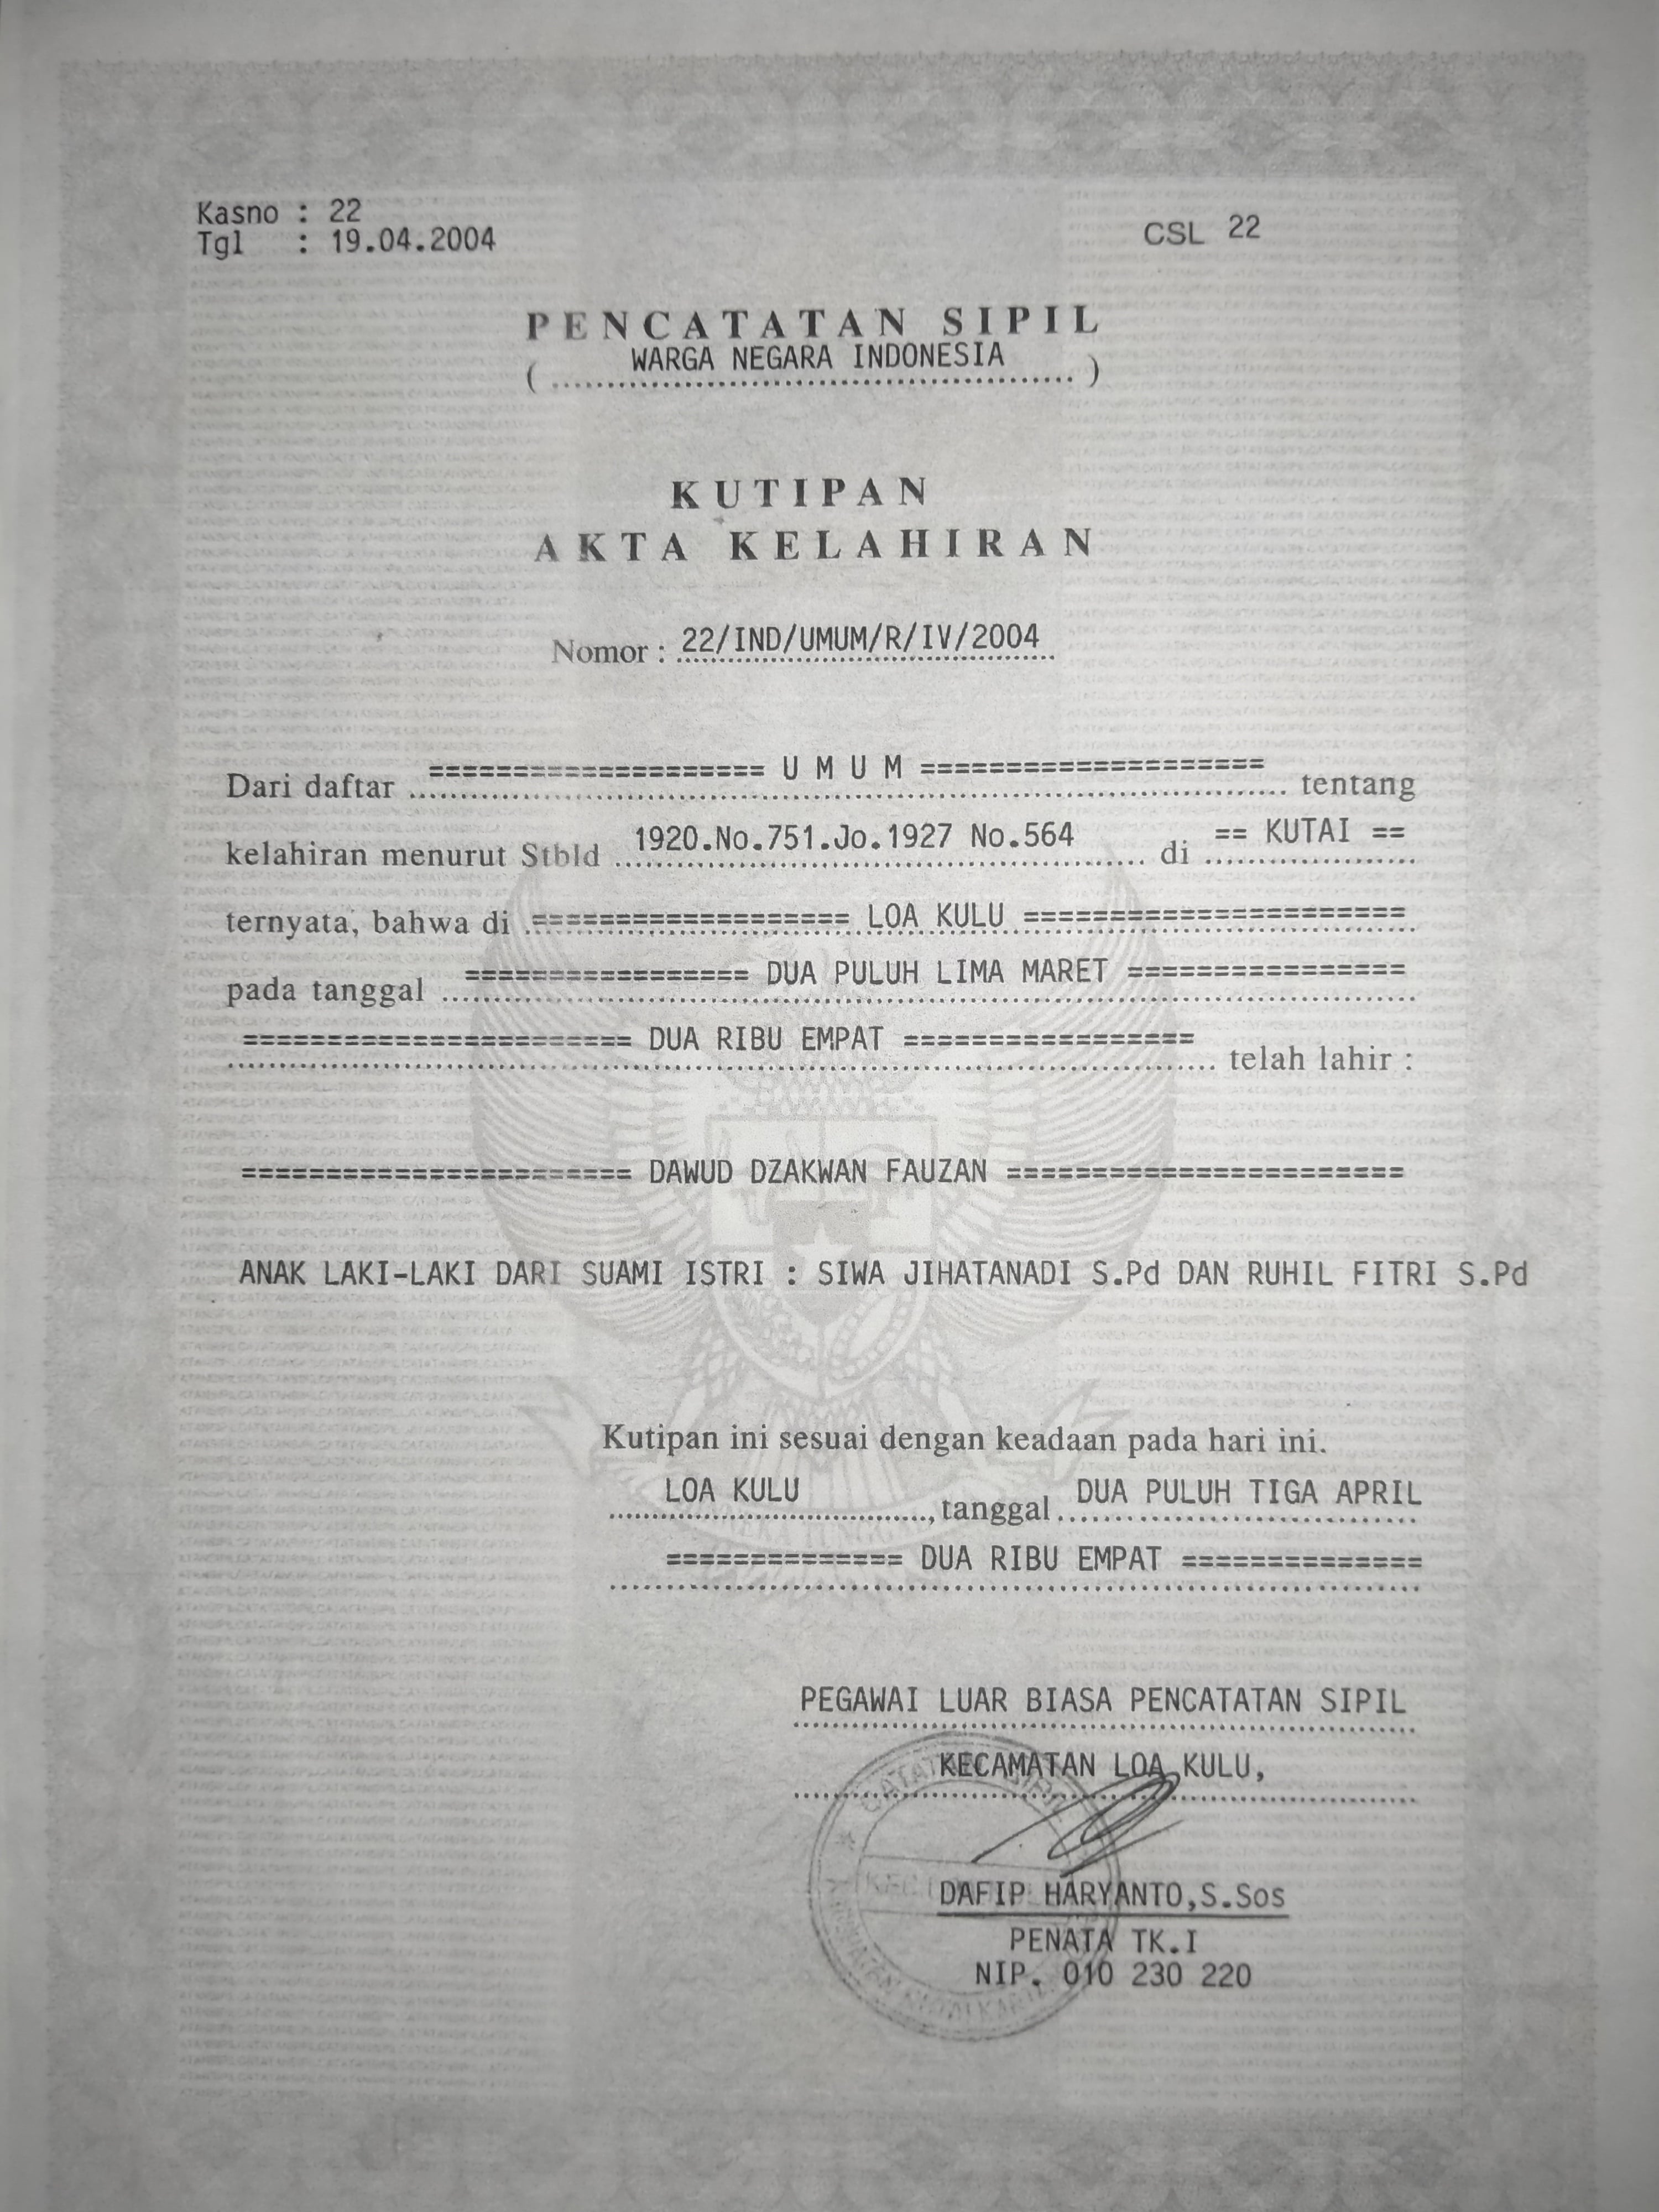 Kasno : 22
Tgl : 19.04.2004
CSL 22
PENCATATAN SIPIL
( WARGA NEGARA INDONESIA )
KUTIPAN
AKTA KELAHIRAN
Nomor : 22/IND/UMUM/R/IV/2004
Dari daftar ==================== U M U M ==================== tentang
kelahiran menurut Stbld 1920.No.751.Jo.1927 No.564 di == KUTAI ==
ternyata, bahwa di =================== LOA KULU ======================
pada tanggal ================= DUA PULUH LIMA MARET ================
======================= DUA RIBU EMPAT ================= telah lahir :
======================= DAWUD DZAKWAN FAUZAN =======================
ANAK LAKI-LAKI DARI SUAMI ISTRI : SIWA JIHATANADI S.Pd DAN RUHIL FITRI S.Pd
Kutipan ini sesuai dengan keadaan pada hari ini.
LOA KULU, tanggal DUA PULUH TIGA APRIL
============== DUA RIBU EMPAT ==============
PEGAWAI LUAR BIASA PENCATATAN SIPIL
KECAMATAN LOA KULU,
DAFIP HARYANTO,S.Sos
PENATA TK.I
NIP. 010 230 220